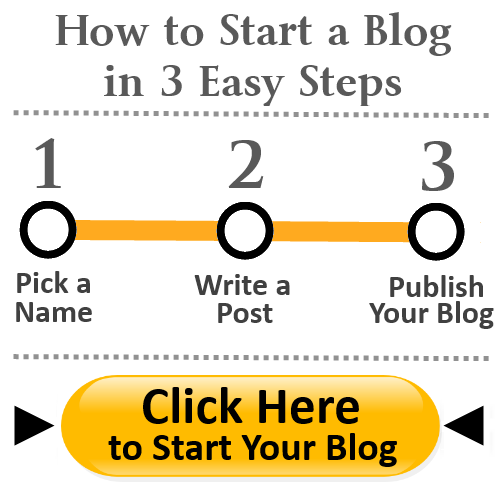 How to Start a Blog
in 3 Easy Steps
1 2 3
Pick a Write a Publish
Name Post Your Blog
Click Here
to Start Your Blog